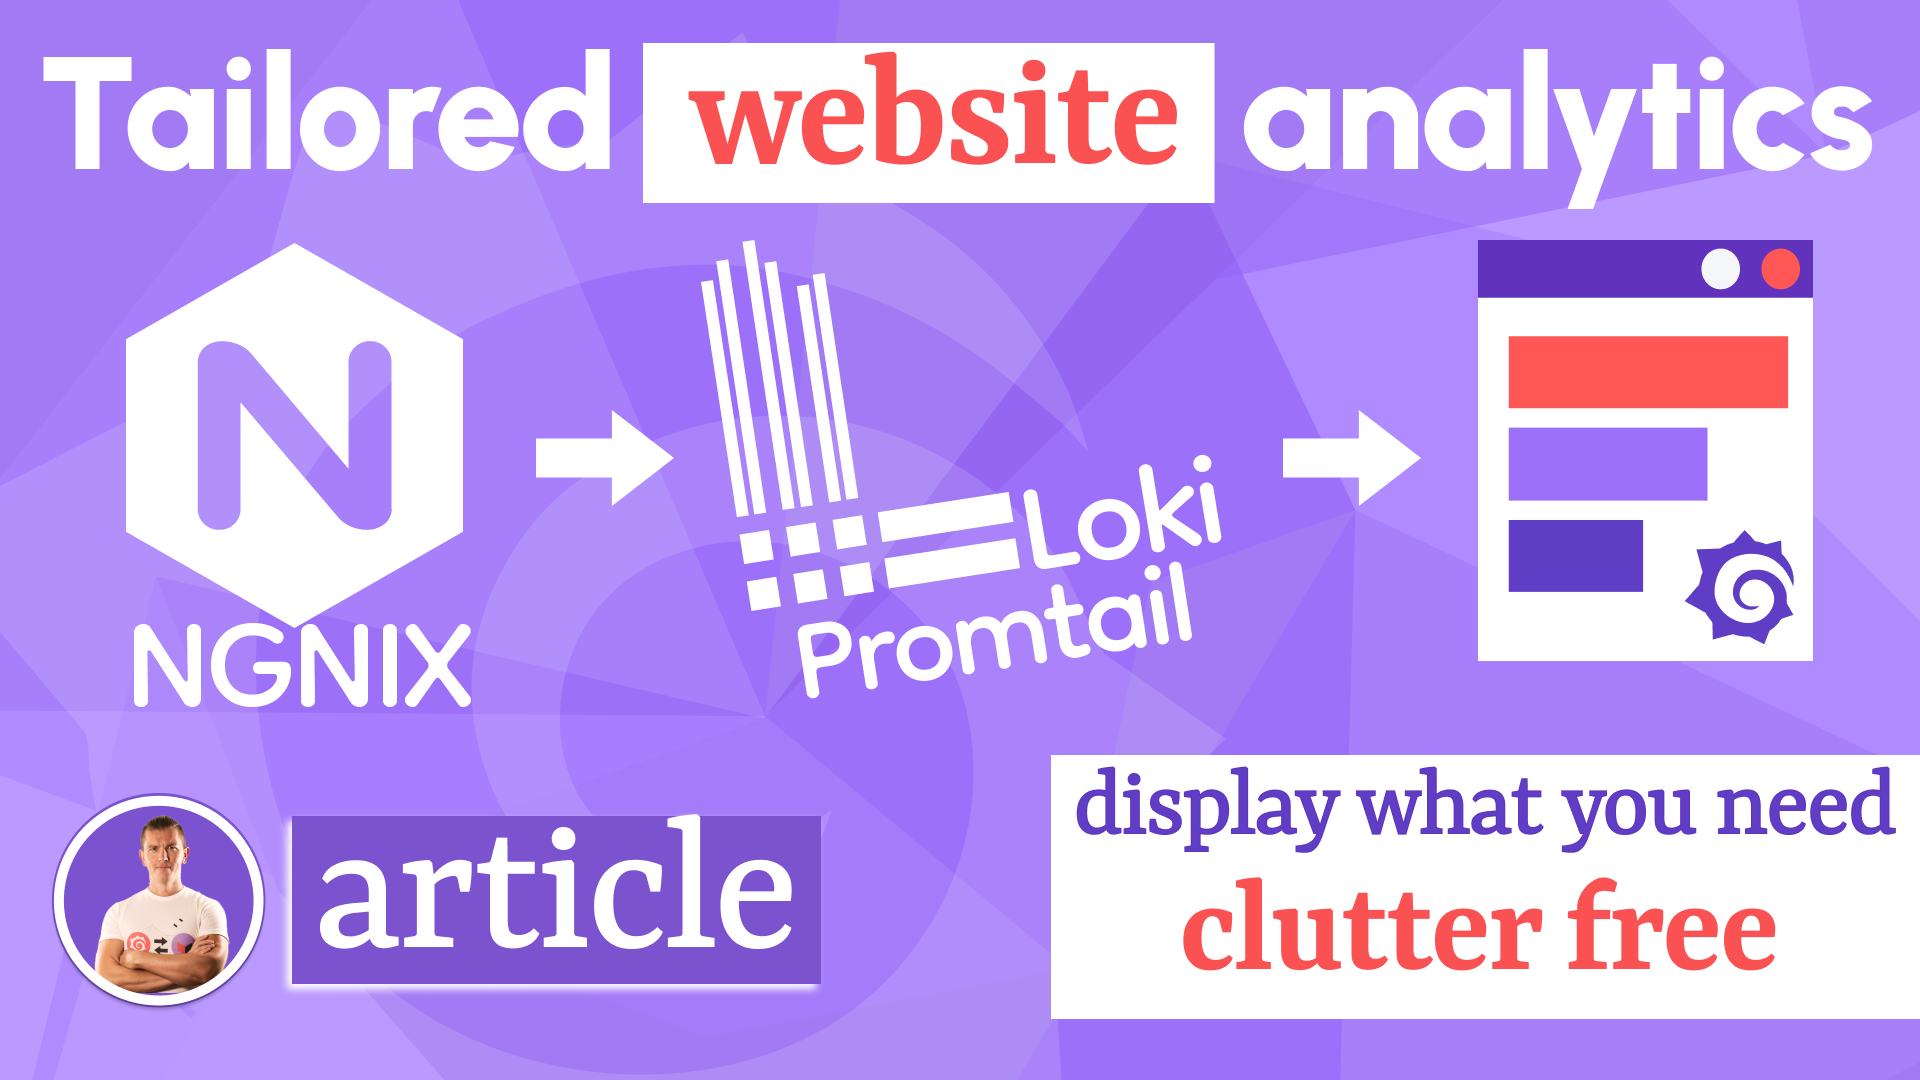 Tailored website analytics
NGNIX
Loki
Promtail
article
display what you need
clutter free